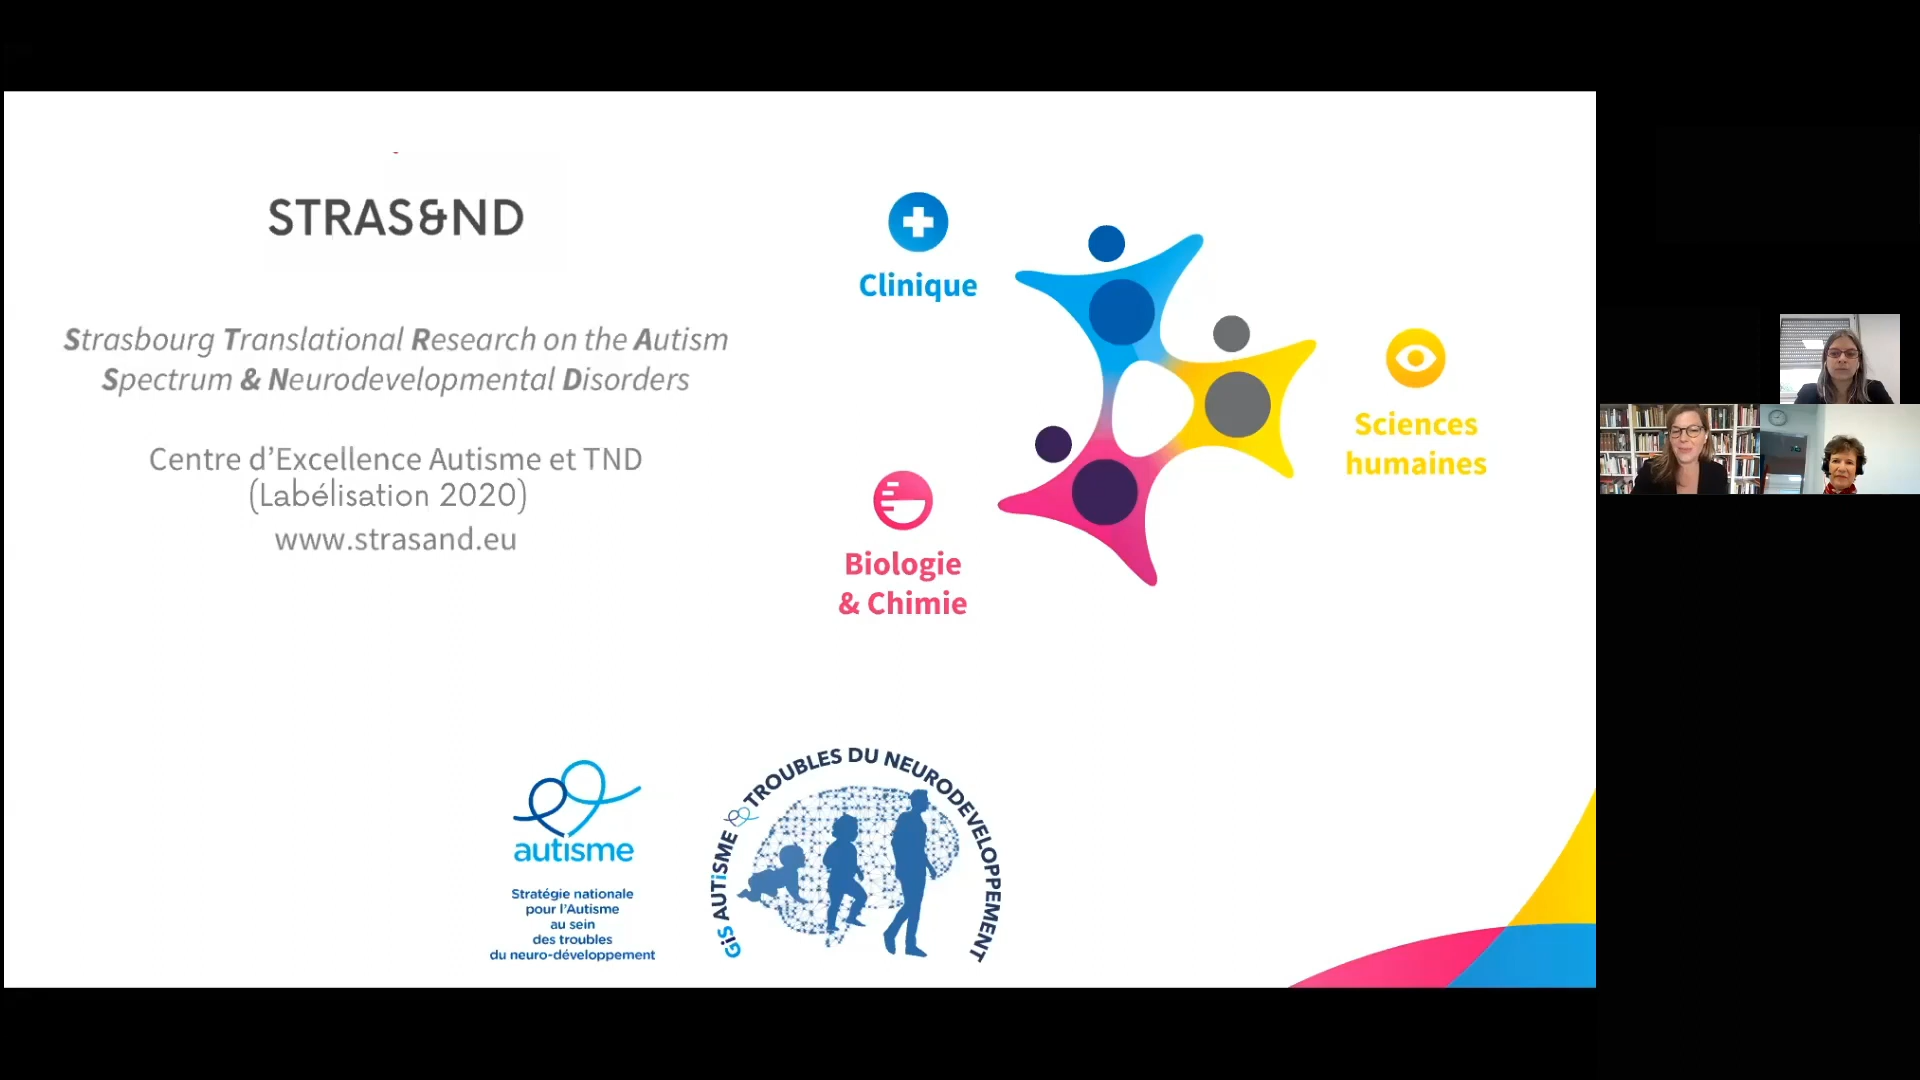 STRAS&ND
Strasbourg Translational Research on the Autism
Spectrum & Neurodevelopmental Disorders
Centre d’Excellence Autisme et TND
(Labélisation 2020)
www.strasand.eu
Clinique
Sciences
humaines
Biologie
& Chimie
autisme
Stratégie nationale
pour l’Autisme
au sein
des troubles
du neuro-développement
GiS AUTiSME TROUBLES DU NEURODEVELOPPEMENT